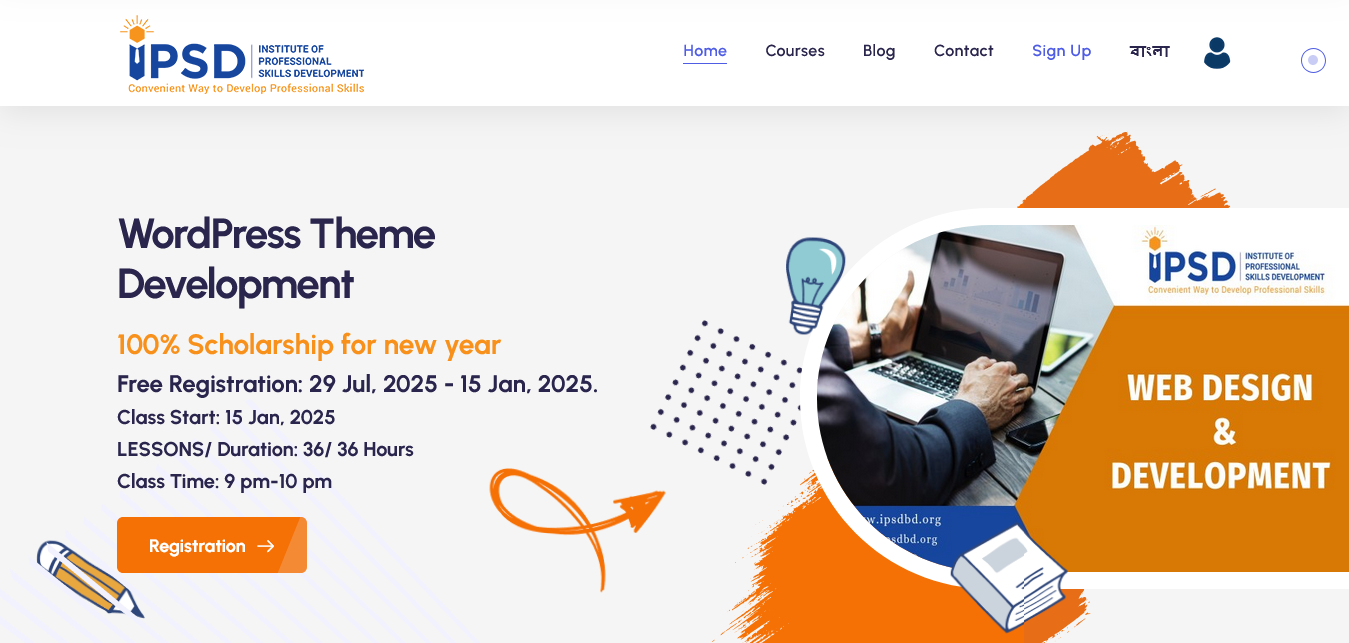 iPSD
INSTITUTE OF
PROFESSIONAL
SKILLS DEVELOPMENT
Convenient Way to Develop Professional Skills
Home Courses Blog Contact Sign Up বাংলা
WordPress Theme
Development
100% Scholarship for new year
Free Registration: 29 Jul, 2025 - 15 Jan, 2025.
Class Start: 15 Jan, 2025
LESSONS/ Duration: 36/ 36 Hours
Class Time: 9 pm-10 pm
Registration
iPSD
INSTITUTE OF
PROFESSIONAL
SKILLS DEVELOPMENT
Convenient Way to Develop Professional Skills
WEB DESIGN
&
DEVELOPMENT
w.ipsdbd.org
sdbd.org